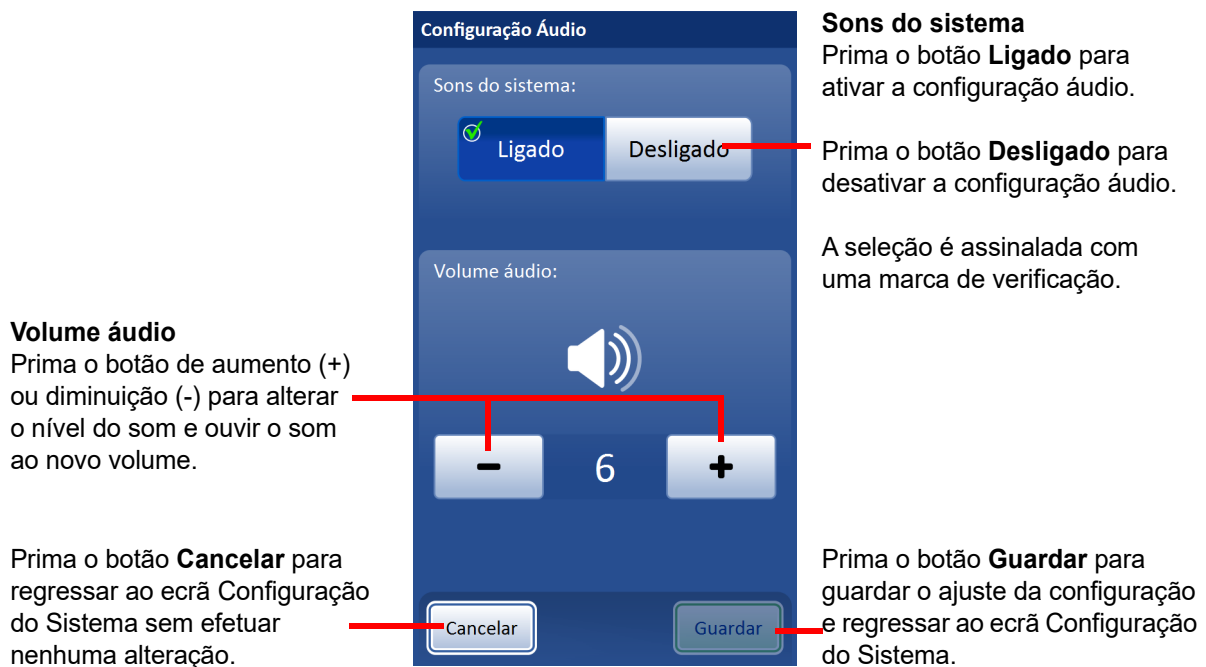 Configuração Áudio
Sons do sistema:
Ligado
Desligado
Volume áudio:
−
6
+
Cancelar
Guardar
Sons do sistema
Prima o botão Ligado para
ativar a configuração áudio.
Prima o botão Desligado para
desativar a configuração áudio.
A seleção é assinalada com
uma marca de verificação.
Volume áudio
Prima o botão de aumento (+)
ou diminuição (-) para alterar
o nível do som e ouvir o som
ao novo volume.
Prima o botão Cancelar para
regressar ao ecrã Configuração
do Sistema sem efetuar
nenhuma alteração.
Prima o botão Guardar para
guardar o ajuste da configuração
e regressar ao ecrã Configuração
do Sistema.